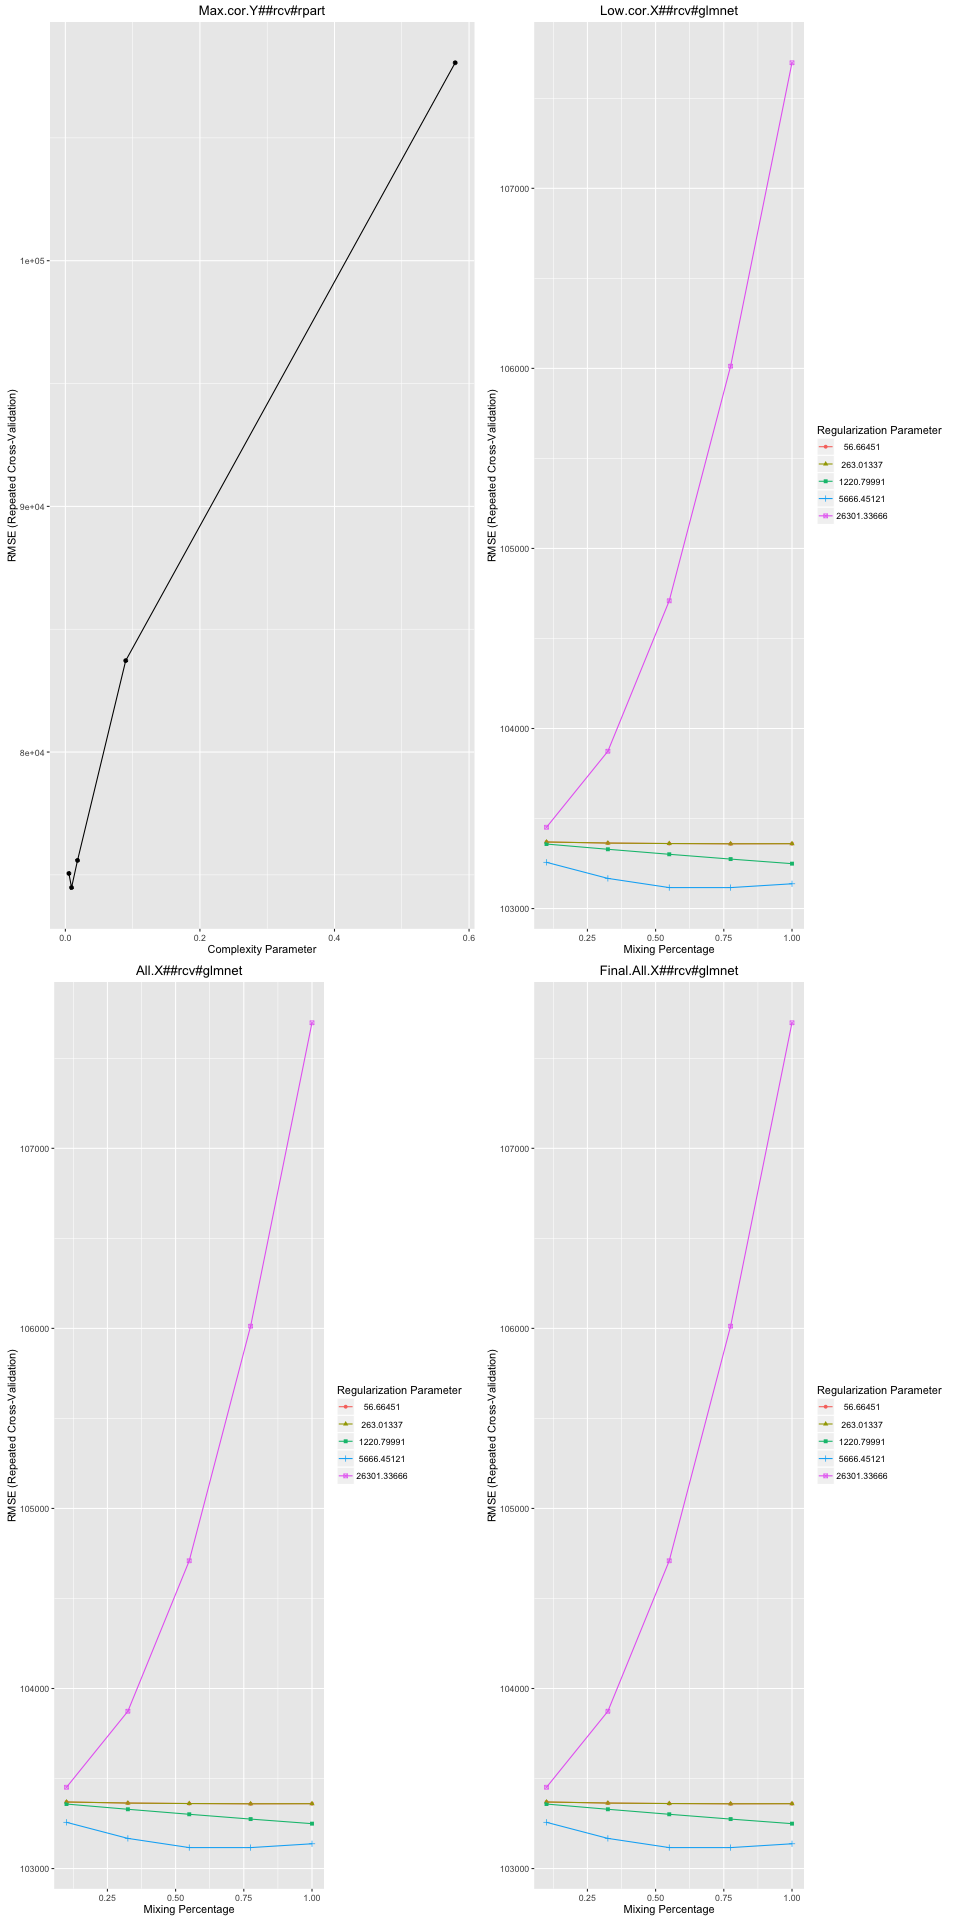 Max.cor.Y##rcv#rpart
RMSE (Repeated Cross-Validation)
1e+05
9e+04
8e+04
0.0 0.2 0.4 0.6
Complexity Parameter
Low.cor.X##rcv#glmnet
RMSE (Repeated Cross-Validation)
107000
106000
105000
104000
103000
0.25 0.50 0.75 1.00
Mixing Percentage
Regularization Parameter
56.66451
263.01337
1220.79991
5666.45121
26301.33666
All.X##rcv#glmnet
RMSE (Repeated Cross-Validation)
107000
106000
105000
104000
103000
0.25 0.50 0.75 1.00
Mixing Percentage
Regularization Parameter
56.66451
263.01337
1220.79991
5666.45121
26301.33666
Final.All.X##rcv#glmnet
RMSE (Repeated Cross-Validation)
107000
106000
105000
104000
103000
0.25 0.50 0.75 1.00
Mixing Percentage
Regularization Parameter
56.66451
263.01337
1220.79991
5666.45121
26301.33666